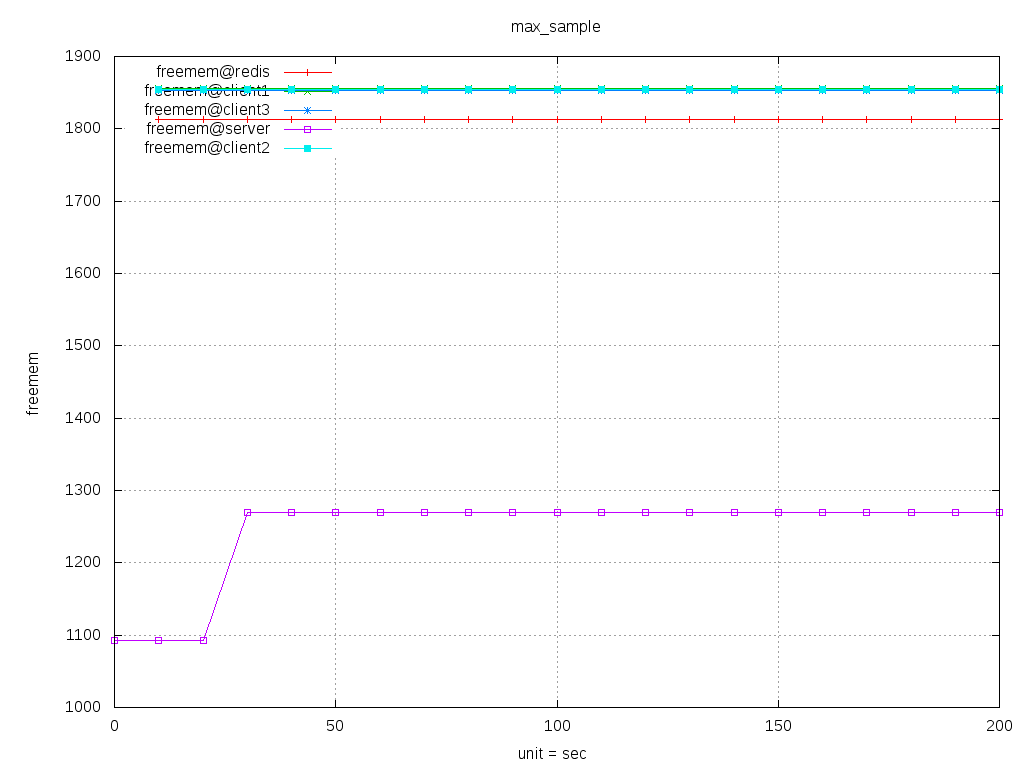 max_sample
1900
1800
1700
1600
1500
1400
1300
1200
1100
1000
freemem
freemem@redis
freemem@client1
freemem@client3
freemem@server
freemem@client2
0
50
100
150
200
unit = sec